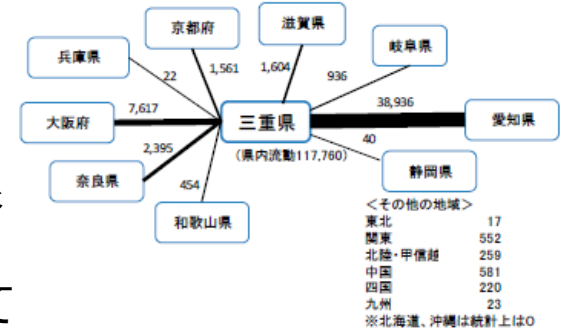 京都府
滋賀県
岐阜県
兵庫県
22
1,561
1,604
936
大阪府
7,617
三重県
38,936
愛知県
(県内流動117,760)
40
2,395
奈良県
454
静岡県
和歌山県
<その他の地域>
東北 17
関東 552
北陸・甲信越 259
中国 581
四国 220
九州 23
※北海道、沖縄は統計上は0
て